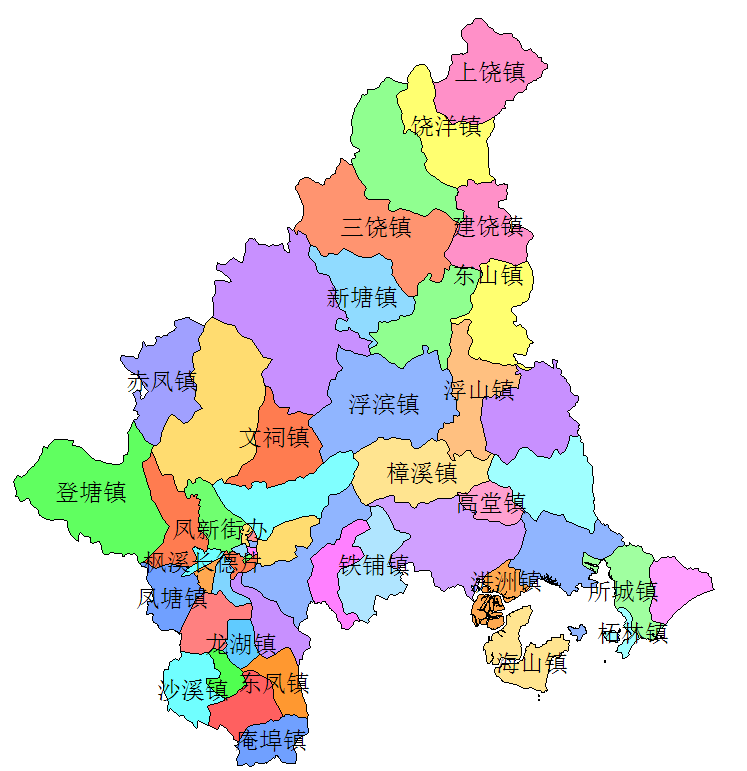 上饶镇
饶洋镇
三饶镇
建饶镇
东山镇
新塘镇
赤凤镇
浮山镇
浮滨镇
文祠镇
樟溪镇
登塘镇
高堂镇
凤新街办
枫溪长德街
铁铺镇
洪洲镇
所城镇
凤塘镇
柘林镇
龙湖镇
海山镇
东凤镇
沙溪镇
庵埠镇